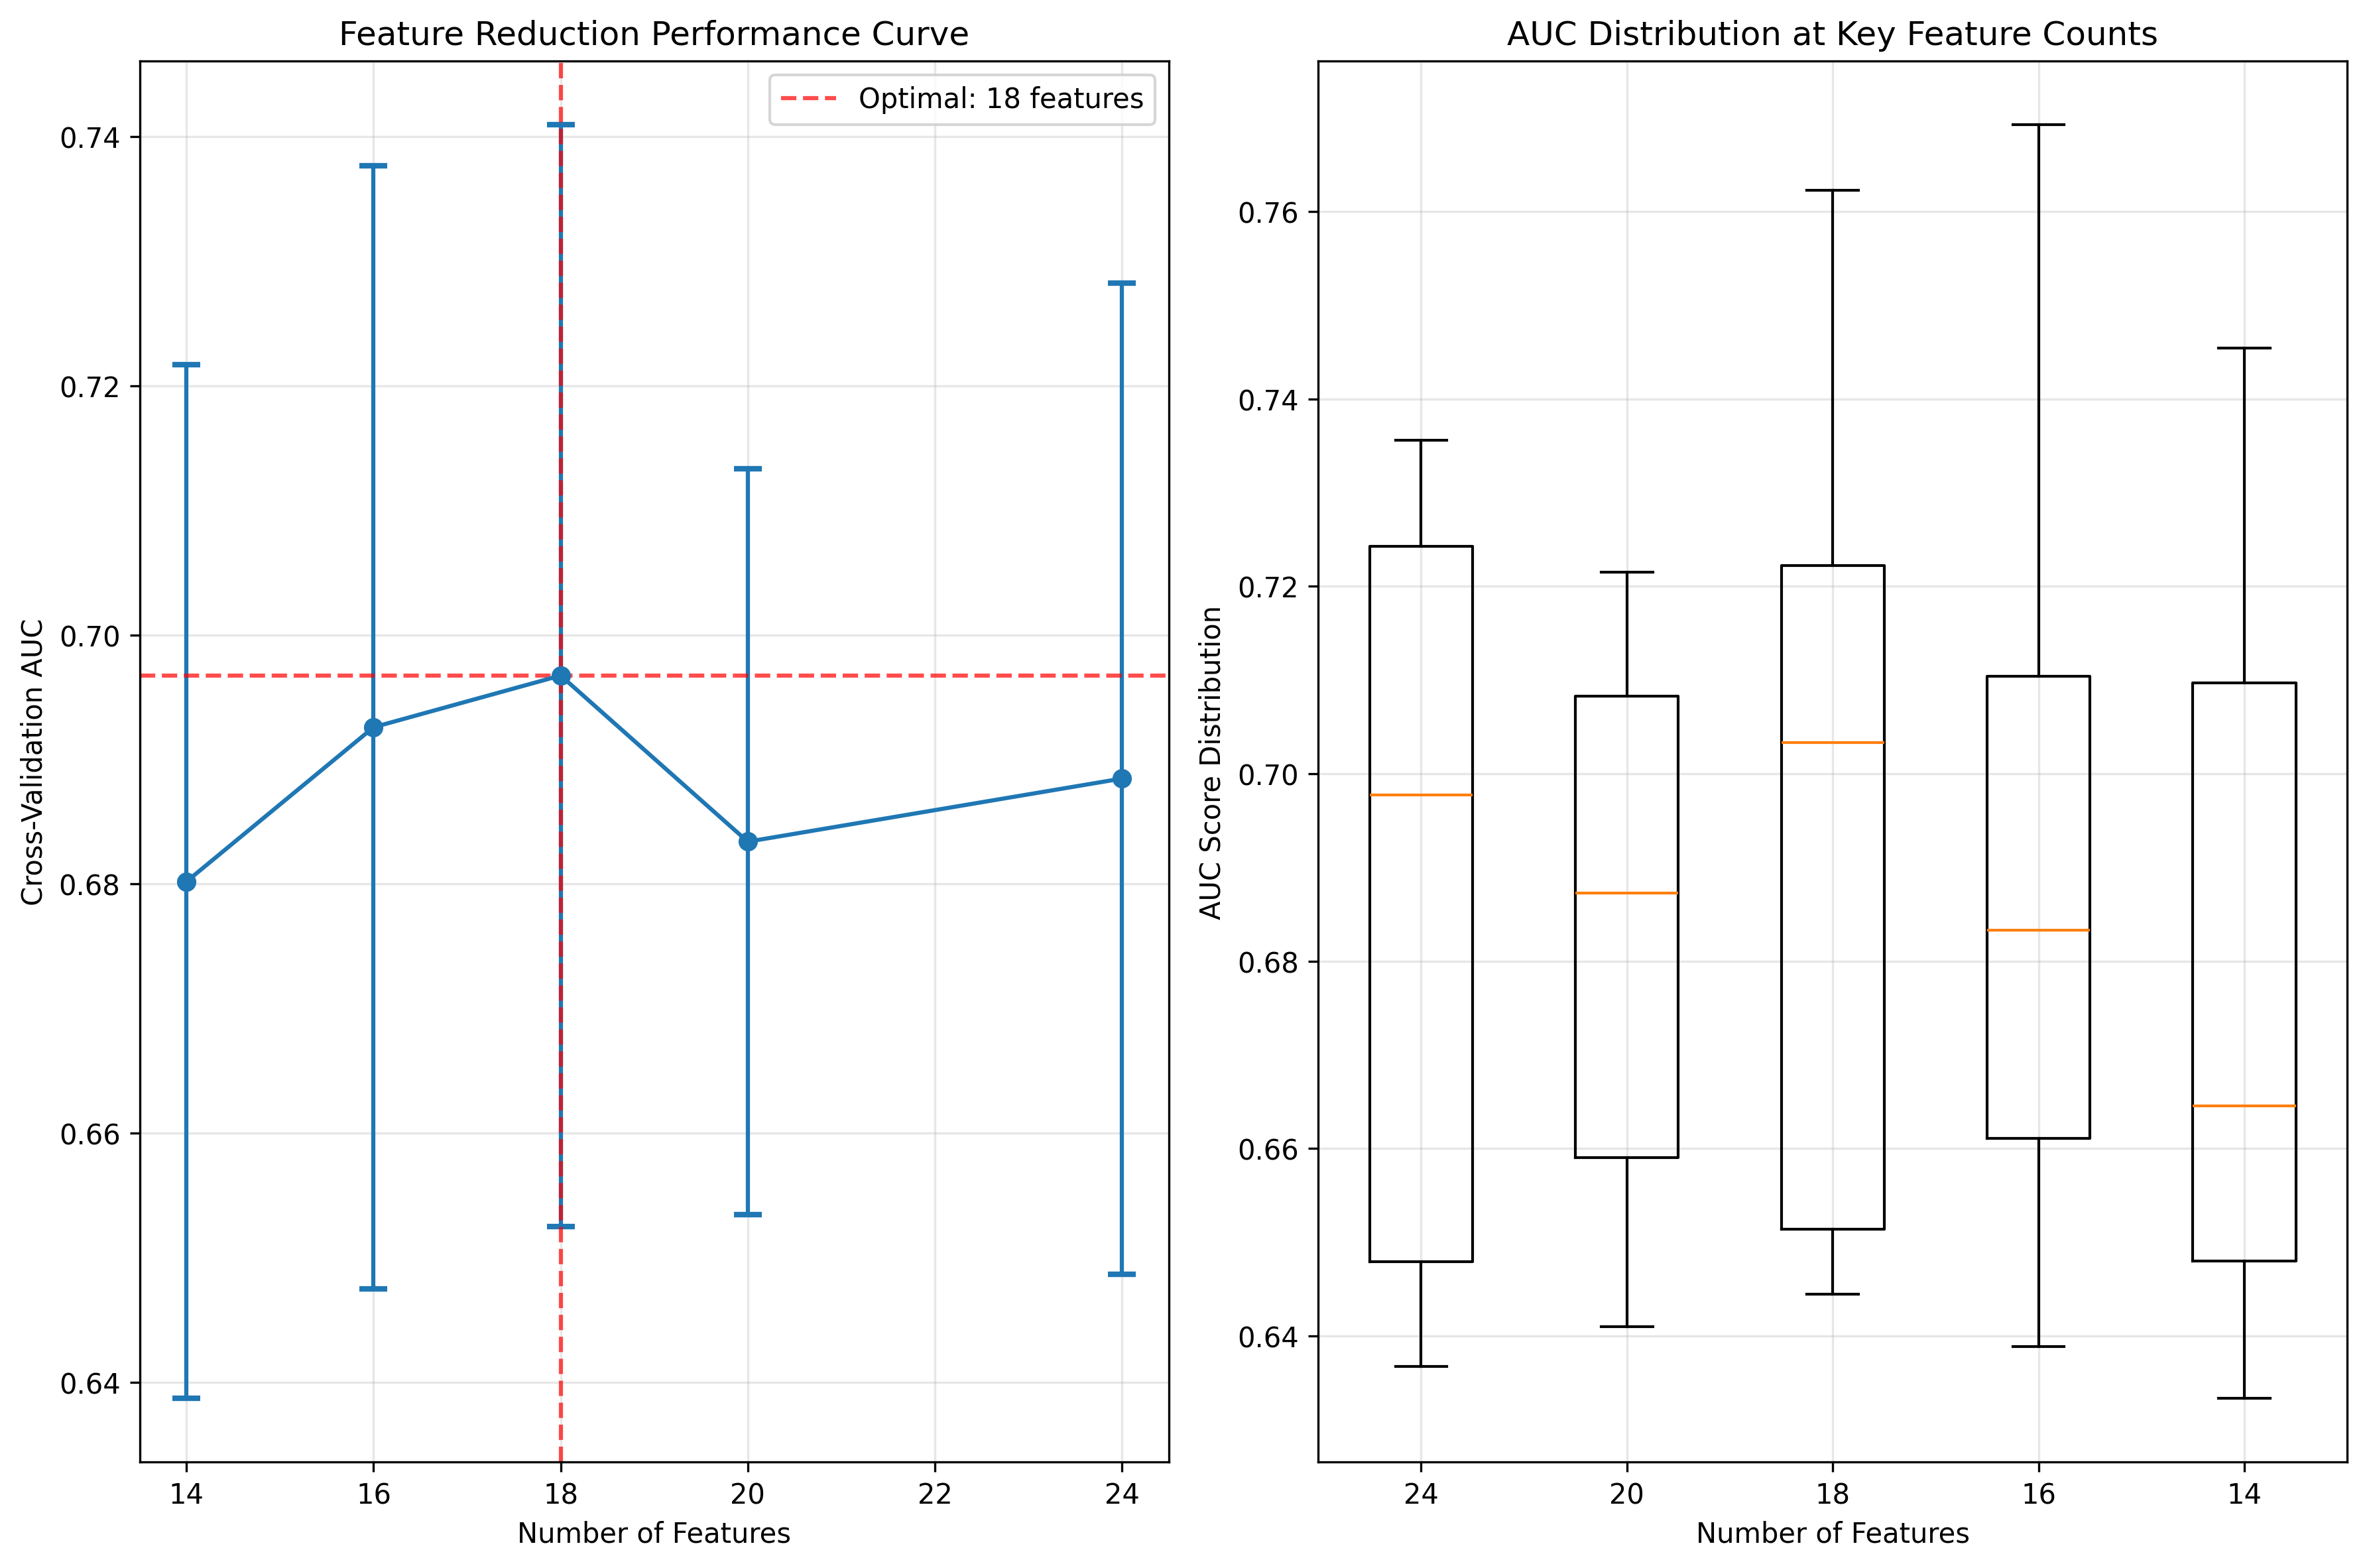 Feature Reduction Performance Curve
Optimal: 18 features
Cross-Validation AUC
0.74
0.72
0.70
0.68
0.66
0.64
14 16 18 20 22 24
Number of Features
AUC Distribution at Key Feature Counts
AUC Score Distribution
0.76
0.74
0.72
0.70
0.68
0.66
0.64
24 20 18 16 14
Number of Features